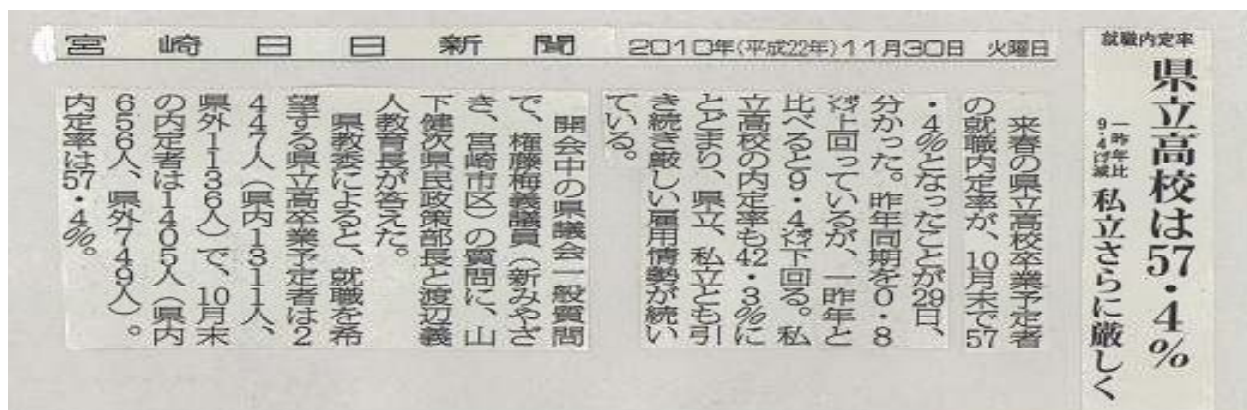 宮崎日日新聞 2010年(平成22年)11月30日 火曜日
就職内定率
県立高校は57・4%
一昨年比
9・4㌽減
私立さらに厳しく
来春の県立高校卒業予定者
の就職内定率が、10月末で57
・4%となったことが29日、
分かった。昨年同期を0・8
㌽上回っているが、一昨年と
比べると9・4㌽下回る。私
立高校の内定率も42・3%に
とどまり、県立、私立とも引
き続き厳しい雇用情勢が続い
ている。
開会中の県議会一般質問
で、権藤梅義議員(新みやざ
き、宮崎市区)の質問に、山
下健次県民政策部長と渡辺義
人教育長が答えた。
県教委によると、就職を希
望する県立高卒業予定者は2
447人(県内1311人、
県外1136人)で、10月末
の内定者は1405人(県内
656人、県外749人)。
内定率は57・4%。